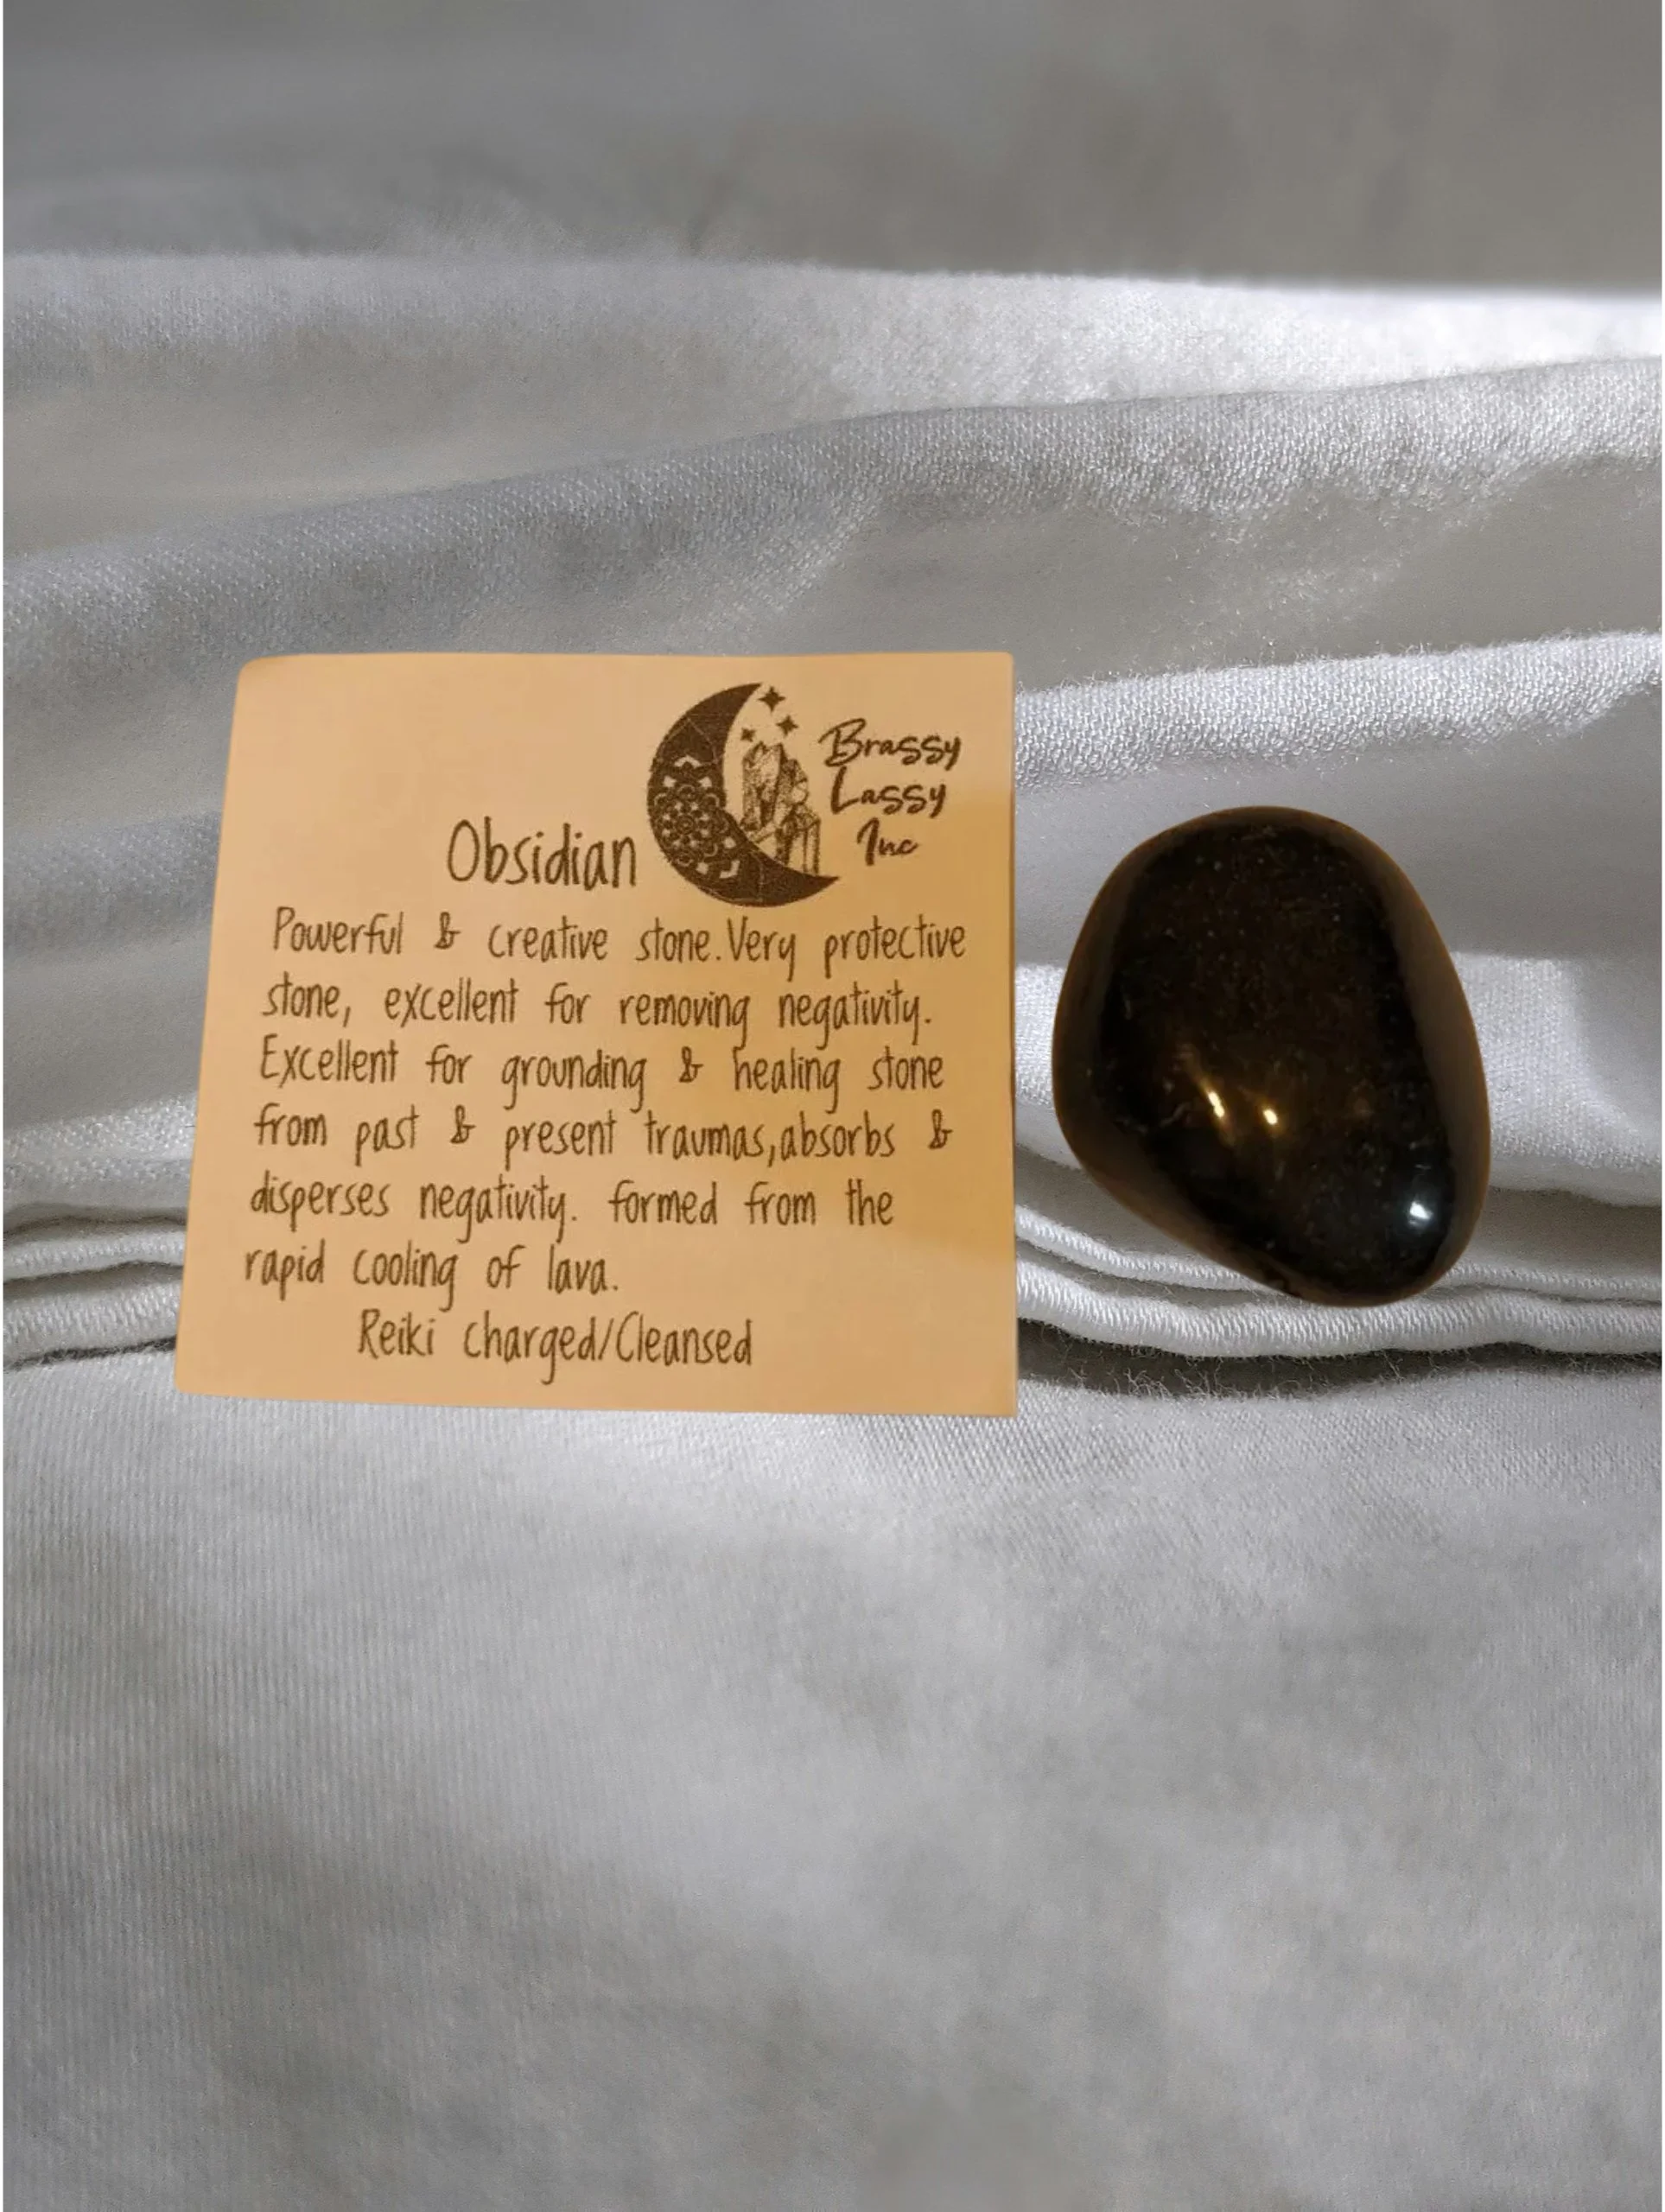 Brassy
Lassy
Inc
Obsidian
Powerful & creative stone.Very protective
stone, excellent for removing negativity.
Excellent for grounding & healing stone
from past & present traumas,absorbs &
disperses negativity. formed from the
rapid cooling of lava.
Reiki charged/Cleansed